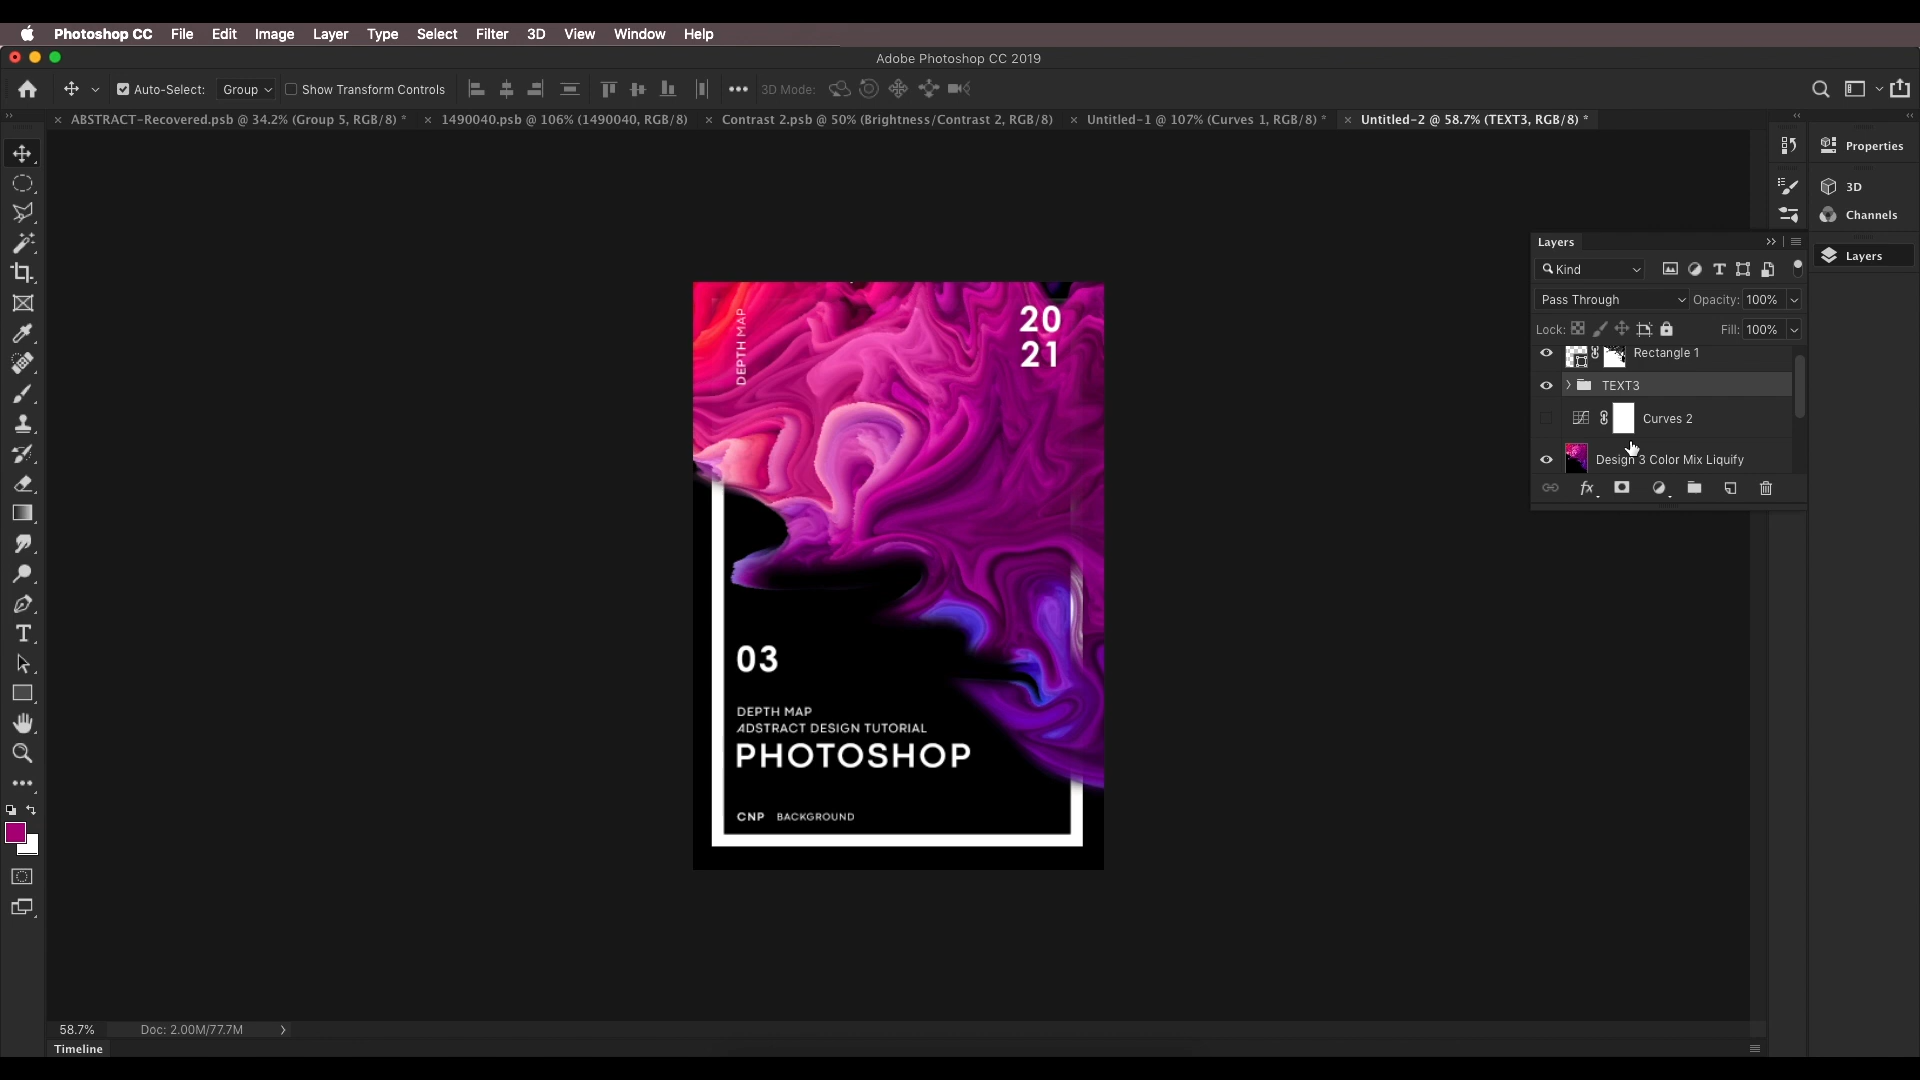 Photoshop CC File Edit Image Layer Type Select Filter 3D View Window Help
Adobe Photoshop CC 2019
Auto-Select: Group Show Transform Controls 3D Mode:
ABSTRACT-Recovered.psb @ 34.2% (Group 5, RGB/8) * 1490040.psb @ 106% (1490040, RGB/8) Contrast 2.psb @ 50% (Brightness/Contrast 2, RGB/8) Untitled-1 @ 107% (Curves 1, RGB/8) * Untitled-2 @ 58.7% (TEXT3, RGB/8) *
Properties
3D
Channels
Layers
Layers
Kind
Pass Through Opacity: 100%
Lock: Fill: 100%
Rectangle 1
TEXT3
Curves 2
Design 3 Color Mix Liquify
fx
DEPTH MAP
20
21
03
DEPTH MAP
ADSTRACT DESIGN TUTORIAL
PHOTOSHOP
CNP BACKGROUND
58.7% Doc: 2.00M/77.7M
Timeline